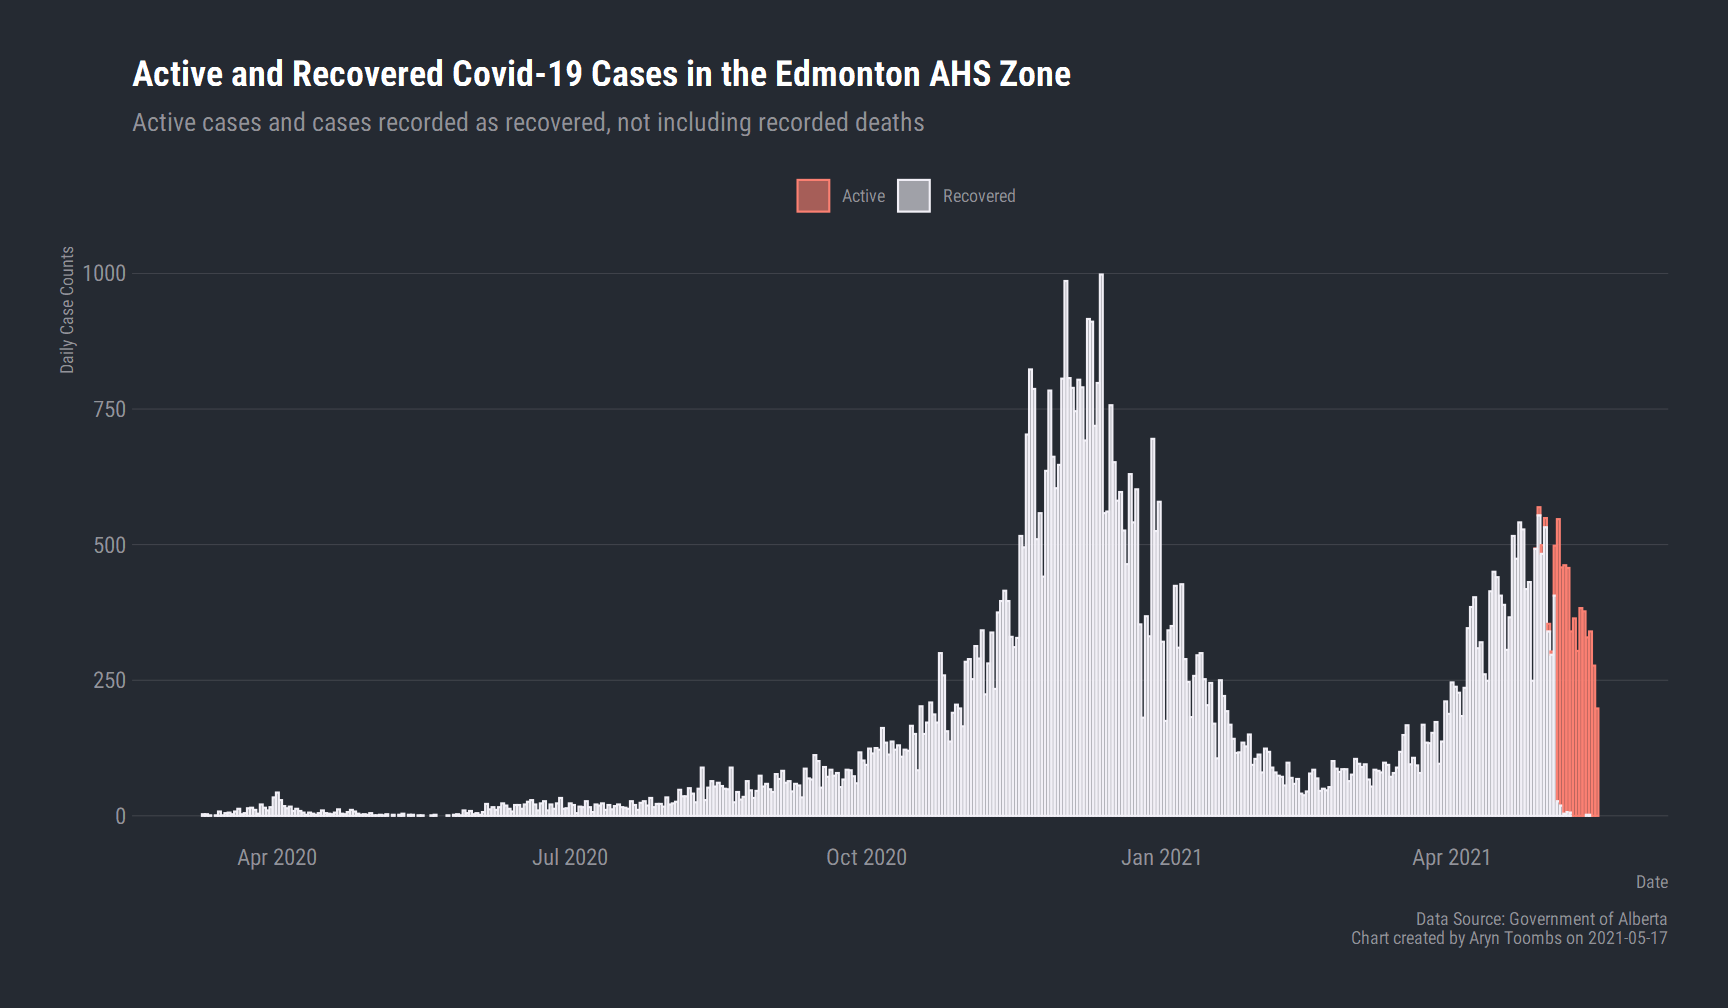 Active and Recovered Covid-19 Cases in the Edmonton AHS Zone
Active cases and cases recorded as recovered, not including recorded deaths
Active
Recovered
Daily Case Counts
1000
750
500
250
0
Apr 2020
Jul 2020
Oct 2020
Jan 2021
Apr 2021
Date
Data Source: Government of Alberta
Chart created by Aryn Toombs on 2021-05-17